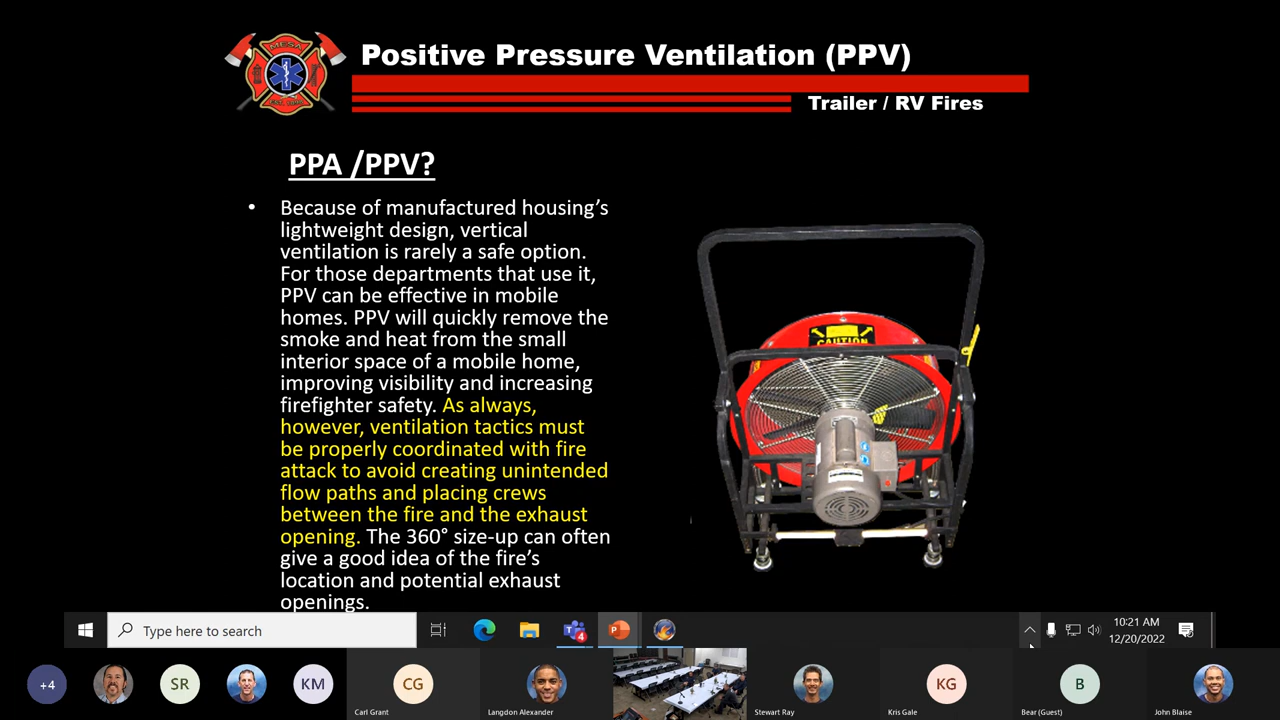 MESA
EST. 1898
Positive Pressure Ventilation (PPV)
Trailer / RV Fires
PPA /PPV?
• Because of manufactured housing’s
lightweight design, vertical
ventilation is rarely a safe option.
For those departments that use it,
PPV can be effective in mobile
homes. PPV will quickly remove the
smoke and heat from the small
interior space of a mobile home,
improving visibility and increasing
firefighter safety. As always,
however, ventilation tactics must
be properly coordinated with fire
attack to avoid creating unintended
flow paths and placing crews
between the fire and the exhaust
opening. The 360° size-up can often
give a good idea of the fire’s
location and potential exhaust
openings.
CAUTION
Type here to search
T
4
P
10:21 AM
12/20/2022
+4
SR
KM
CG
Carl Grant
Langdon Alexander
Stewart Ray
KG
Kris Gale
B
Bear (Guest)
John Blaise